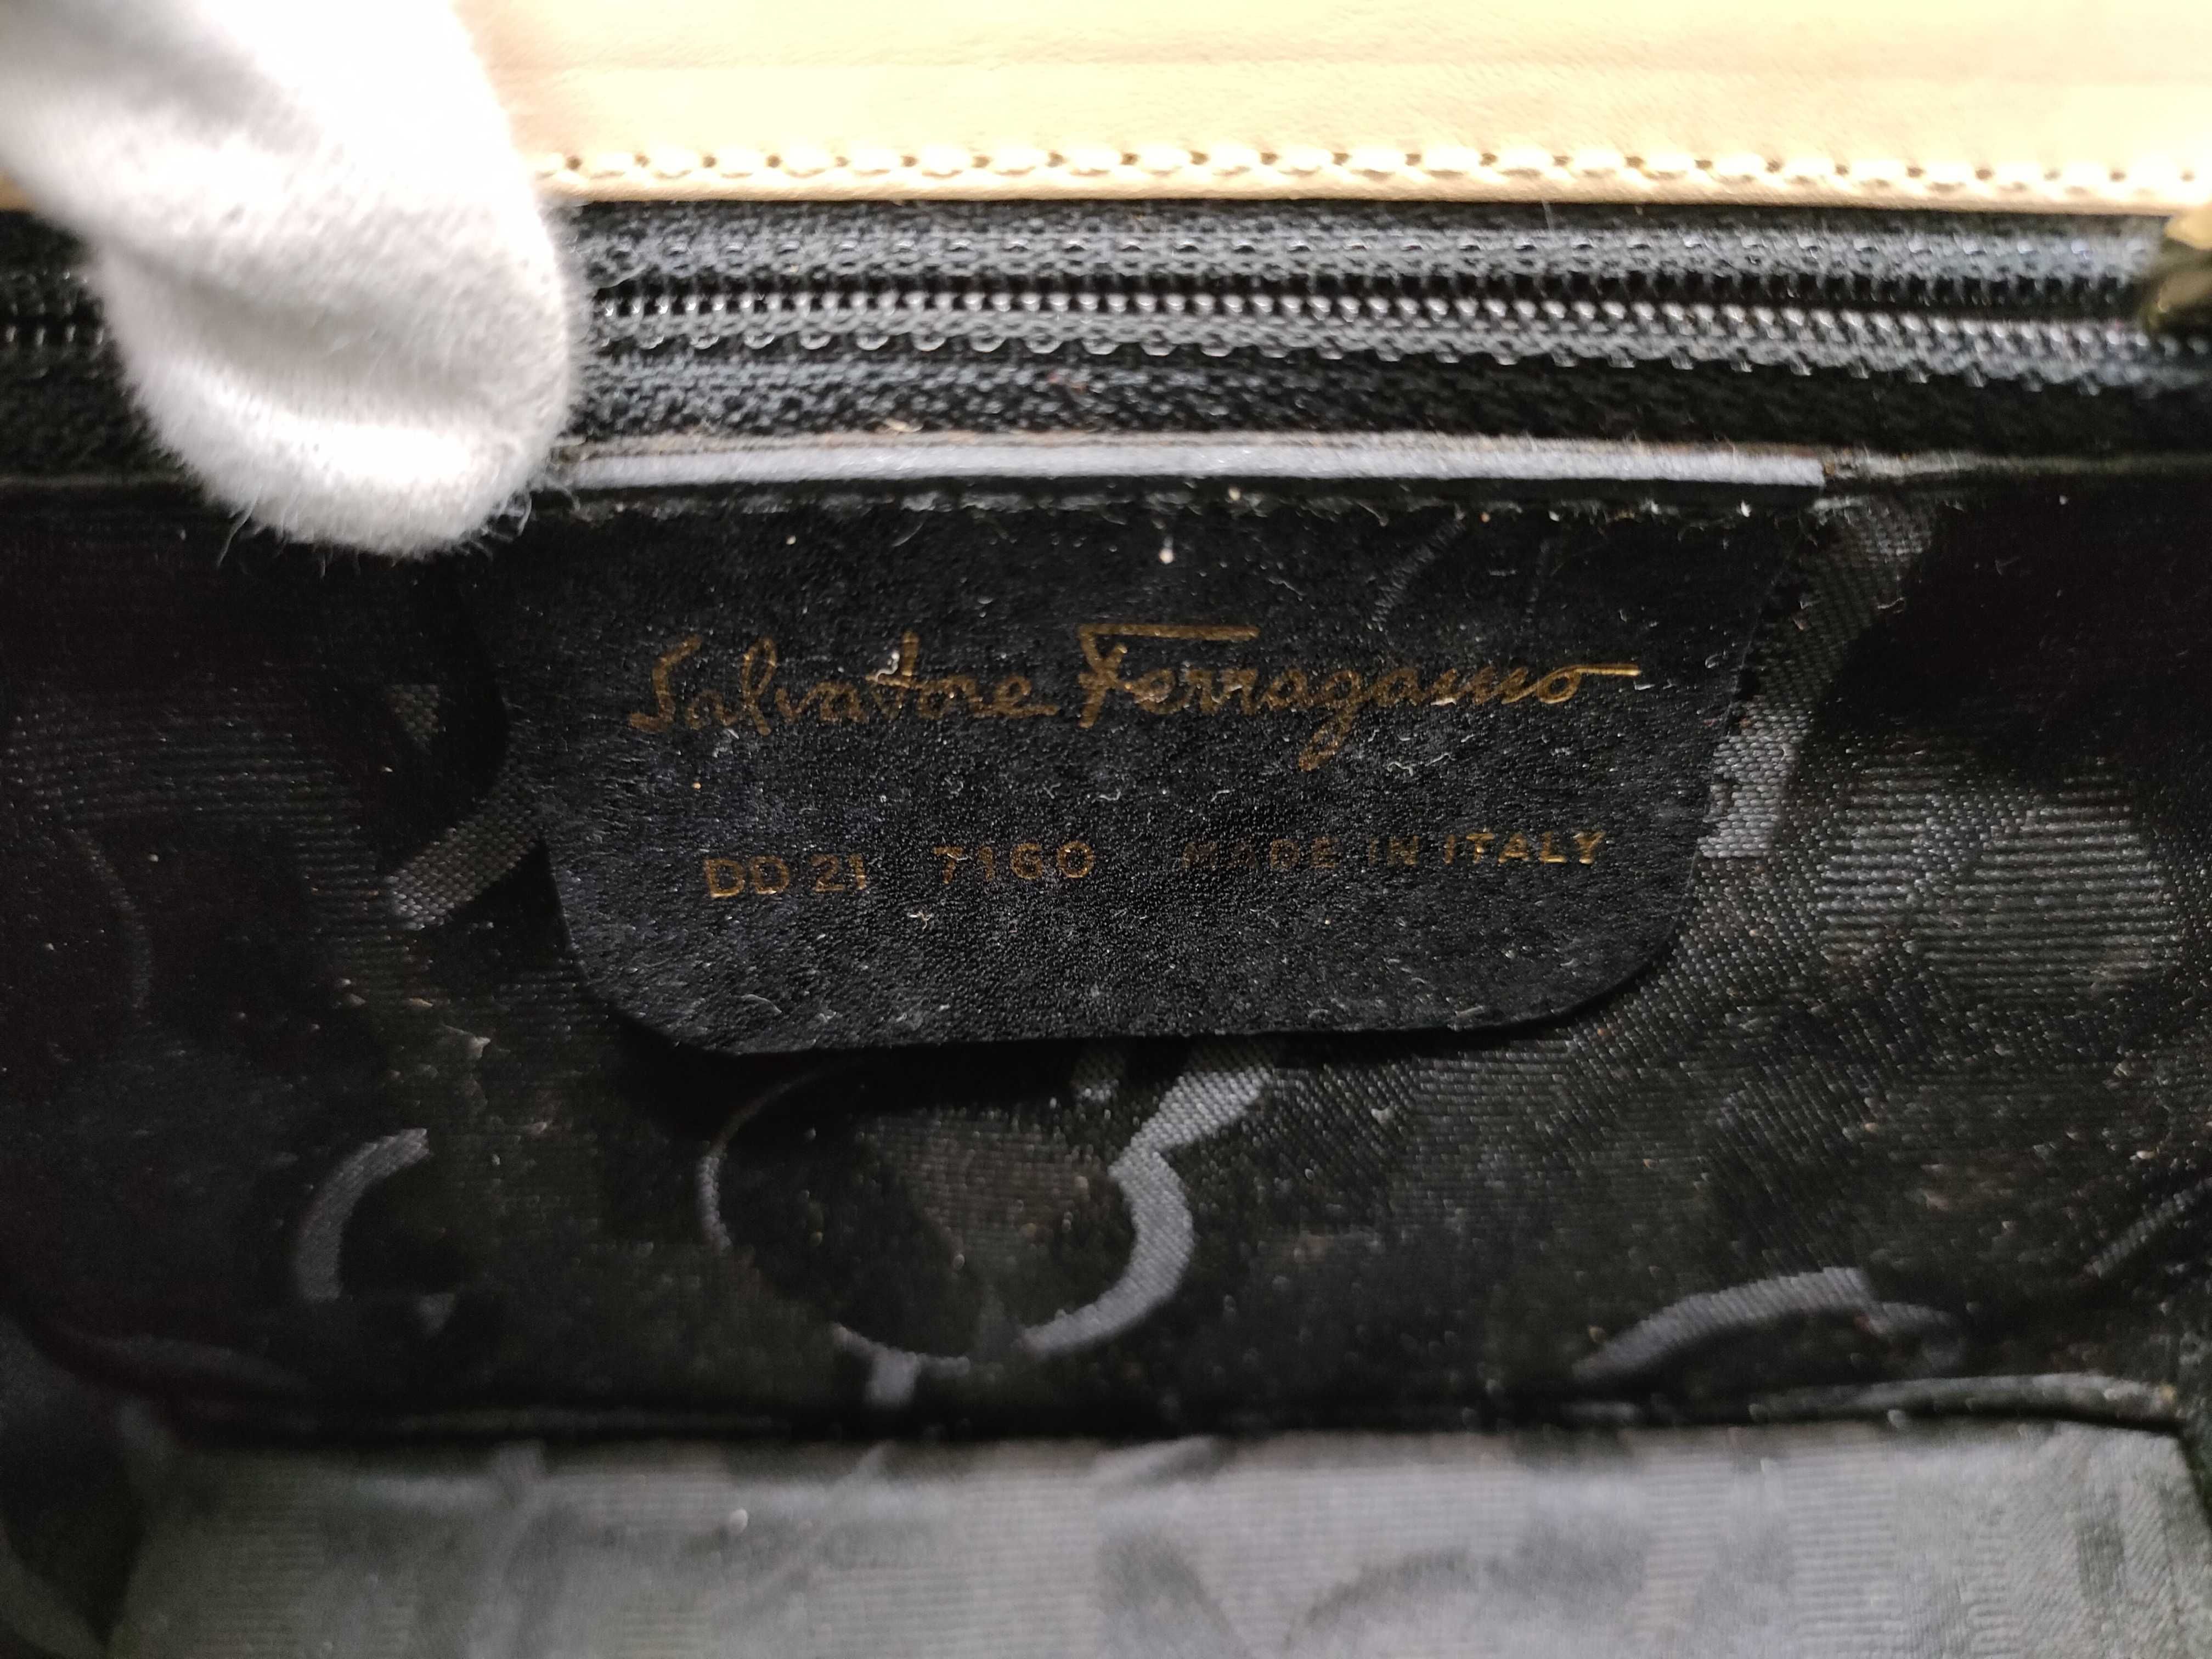 Salvatore Ferragamo
DD 21 7160 MADE IN ITALY